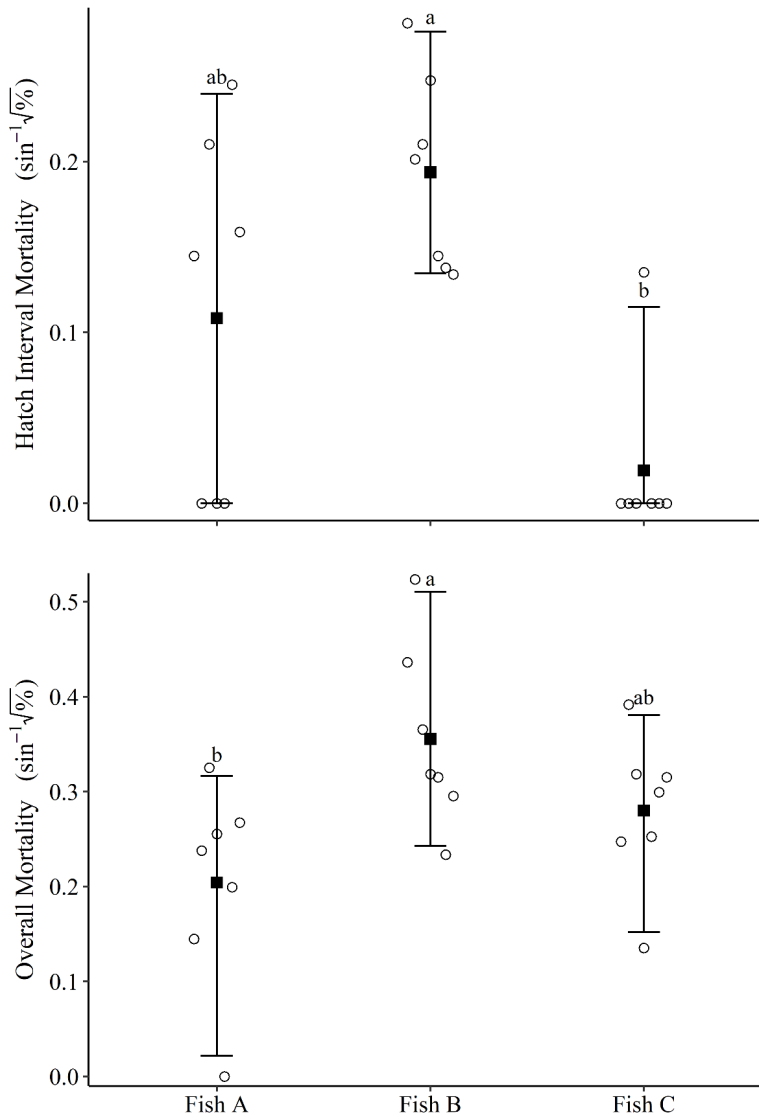 Hatch Interval Mortality (sin⁻¹√%)
0.2
0.1
0.0
ab
a
b
Overall Mortality (sin⁻¹√%)
0.5
0.4
0.3
0.2
0.1
0.0
b
a
ab
Fish A Fish B Fish C